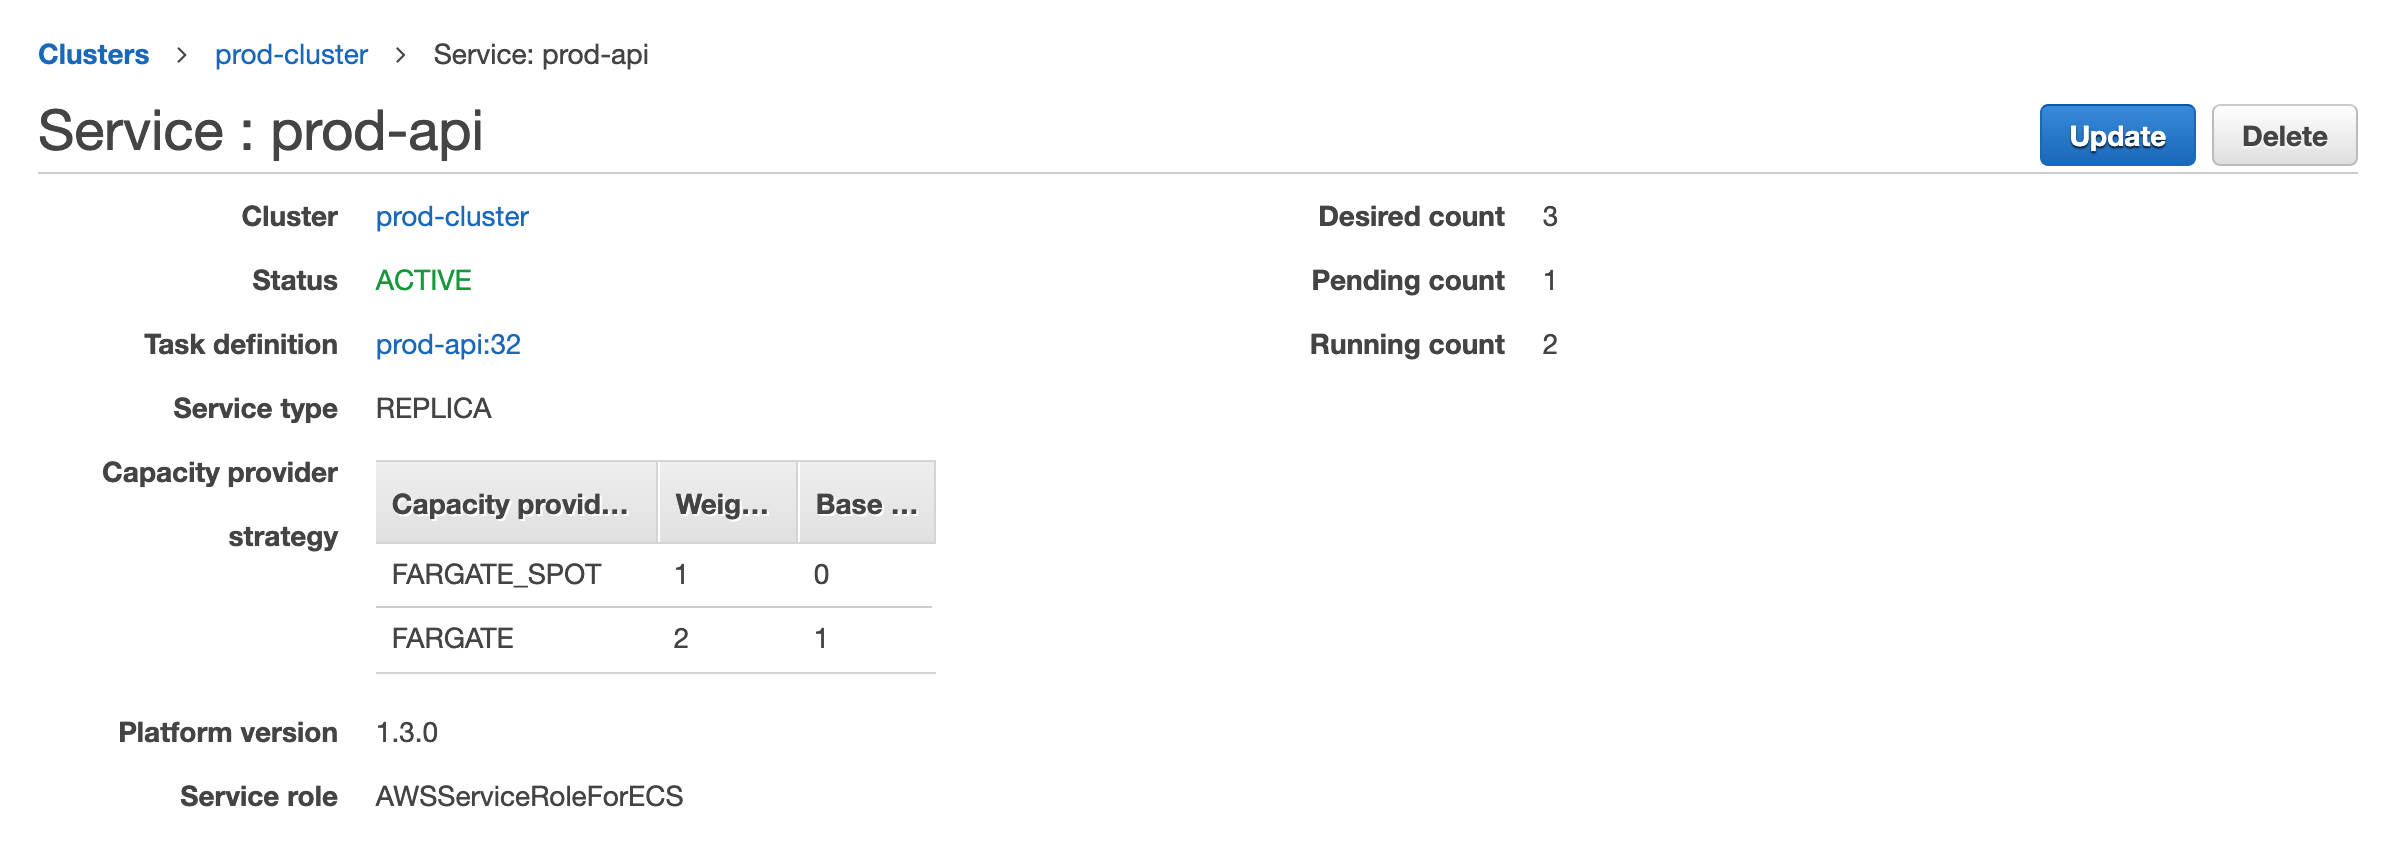 Clusters > prod-cluster > Service: prod-api
Service : prod-api
Update Delete
Cluster prod-cluster
Status ACTIVE
Task definition prod-api:32
Service type REPLICA
Capacity provider strategy
Capacity provid... Weig... Base ...
FARGATE_SPOT 1 0
FARGATE 2 1
Platform version 1.3.0
Service role AWSServiceRoleForECS
Desired count 3
Pending count 1
Running count 2